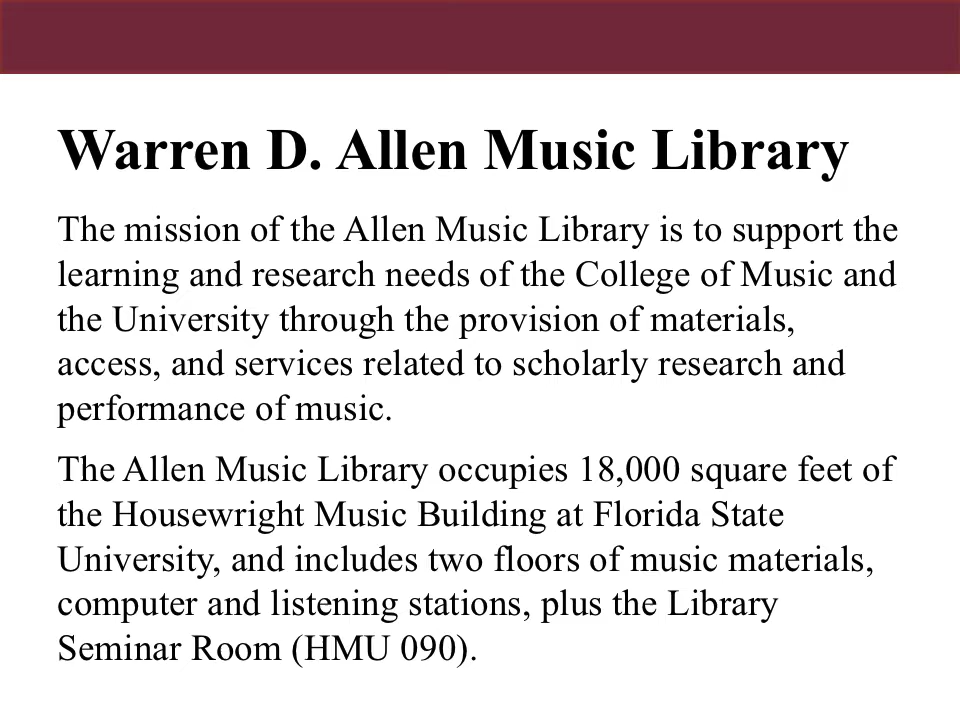 Warren D. Allen Music Library
The mission of the Allen Music Library is to support the
learning and research needs of the College of Music and
the University through the provision of materials,
access, and services related to scholarly research and
performance of music.
The Allen Music Library occupies 18,000 square feet of
the Housewright Music Building at Florida State
University, and includes two floors of music materials,
computer and listening stations, plus the Library
Seminar Room (HMU 090).